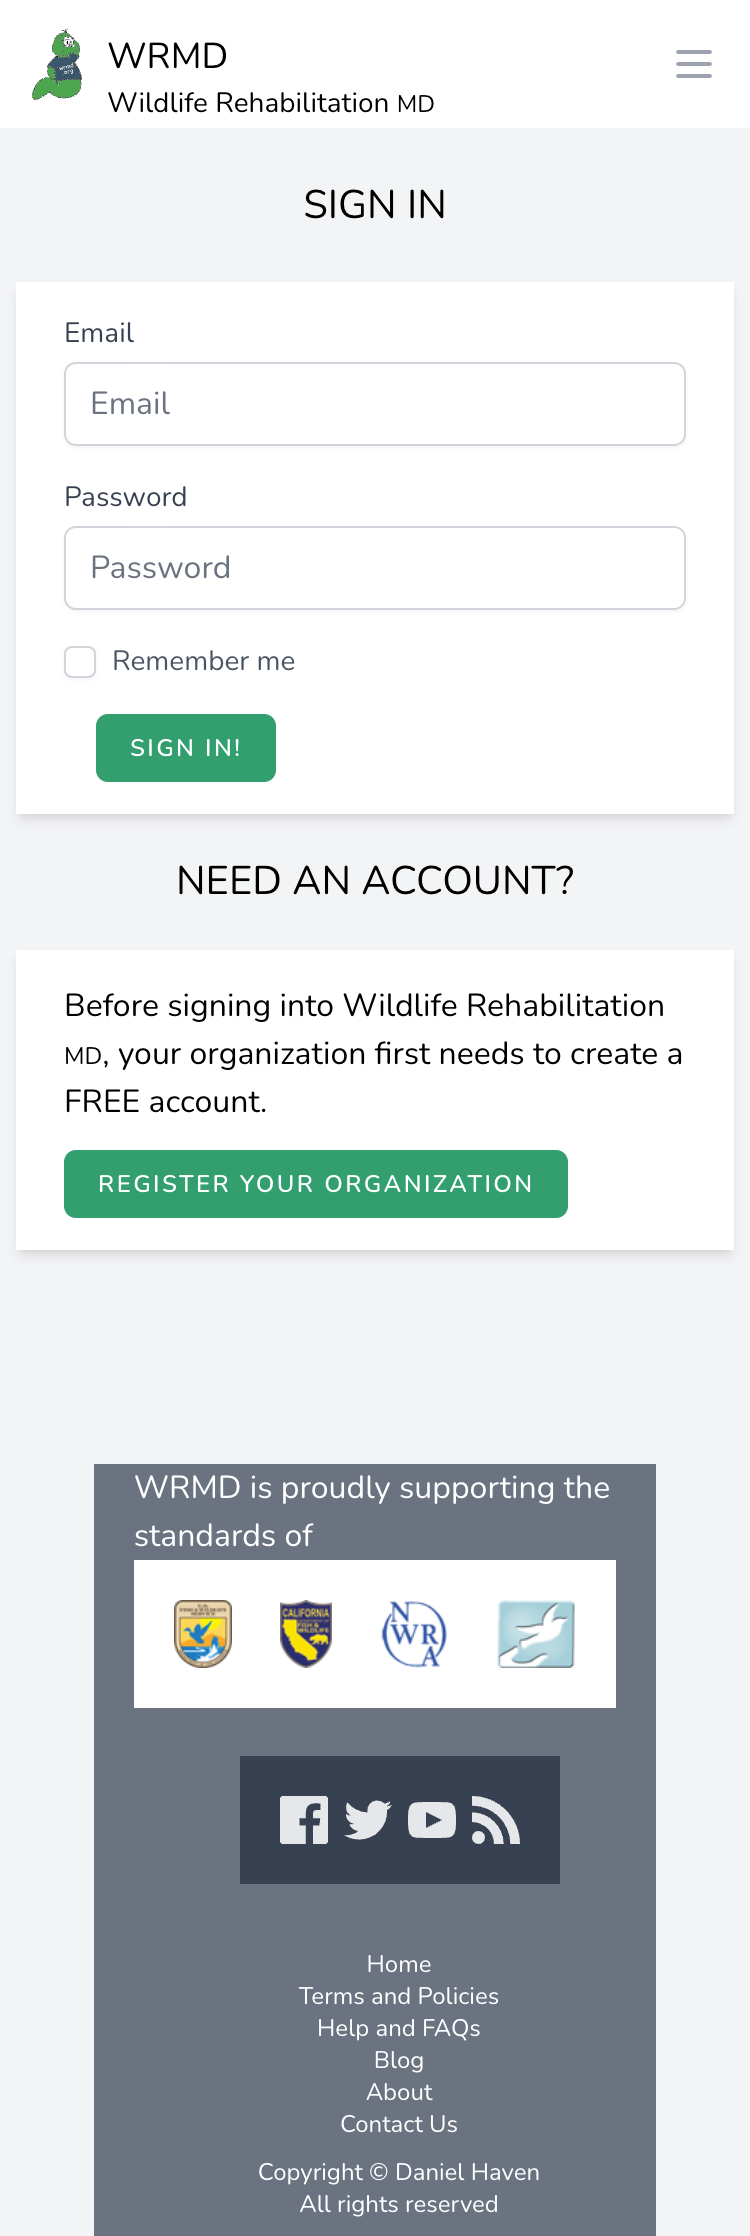 WRMD
Wildlife Rehabilitation MD
SIGN IN
Email
Email
Password
Password
Remember me
SIGN IN!
NEED AN ACCOUNT?
Before signing into Wildlife Rehabilitation
MD, your organization first needs to create a
FREE account.
REGISTER YOUR ORGANIZATION
WRMD is proudly supporting the
standards of
CALIFORNIA
FISH &
WILDLIFE
NWRA
Home
Terms and Policies
Help and FAQs
Blog
About
Contact Us
Copyright © Daniel Haven
All rights reserved